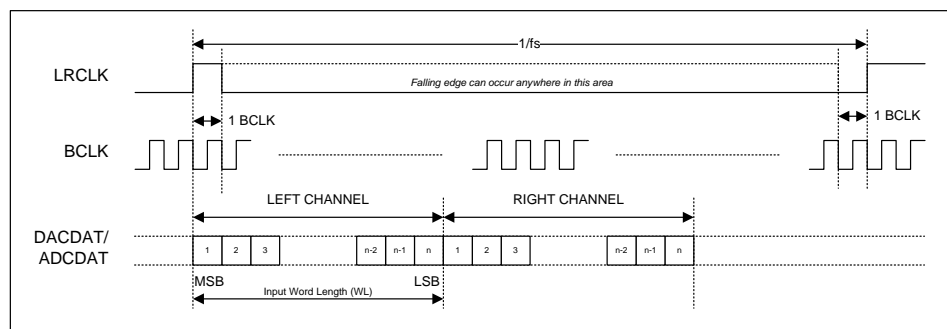 1/fs
LRCLK
Falling edge can occur anywhere in this area
1 BCLK
1 BCLK
BCLK
LEFT CHANNEL
RIGHT CHANNEL
DACDAT/
ADCDAT
1 2 3 n-2 n-1 n 1 2 3 n-2 n-1 n
MSB
LSB
Input Word Length (WL)